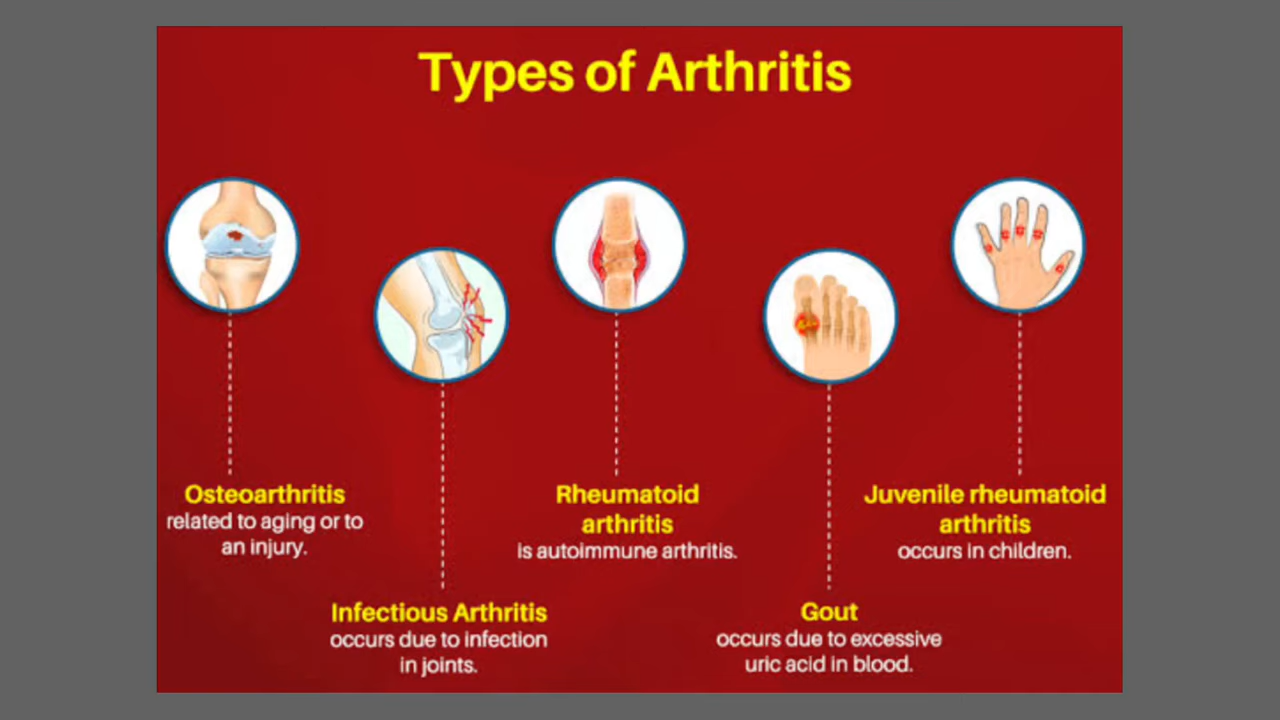 Types of Arthritis
Osteoarthritis
related to aging or to
an injury.
Infectious Arthritis
occurs due to infection
in joints.
Rheumatoid
arthritis
is autoimmune arthritis.
Gout
occurs due to excessive
uric acid in blood.
Juvenile rheumatoid
arthritis
occurs in children.